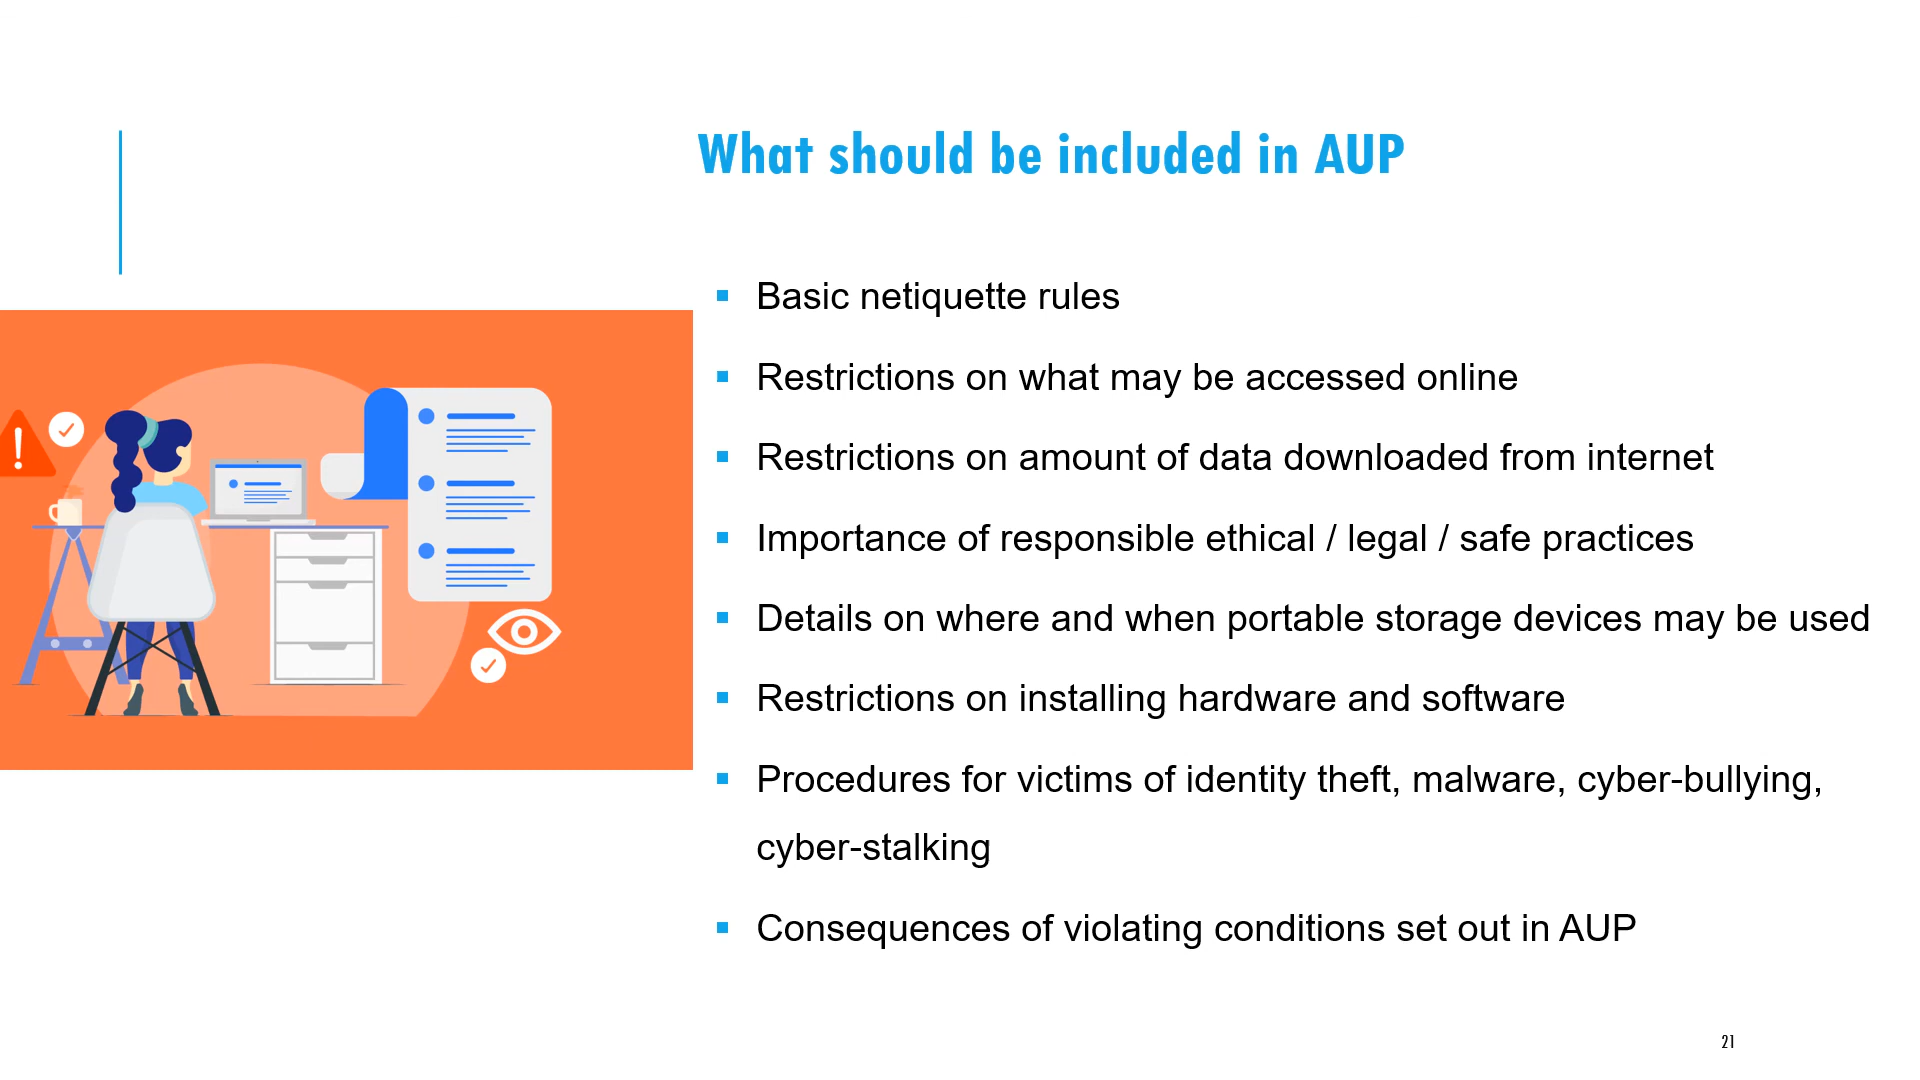 What should be included in AUP
Basic netiquette rules
Restrictions on what may be accessed online
Restrictions on amount of data downloaded from internet
Importance of responsible ethical / legal / safe practices
Details on where and when portable storage devices may be used
Restrictions on installing hardware and software
Procedures for victims of identity theft, malware, cyber-bullying,
cyber-stalking
Consequences of violating conditions set out in AUP
21